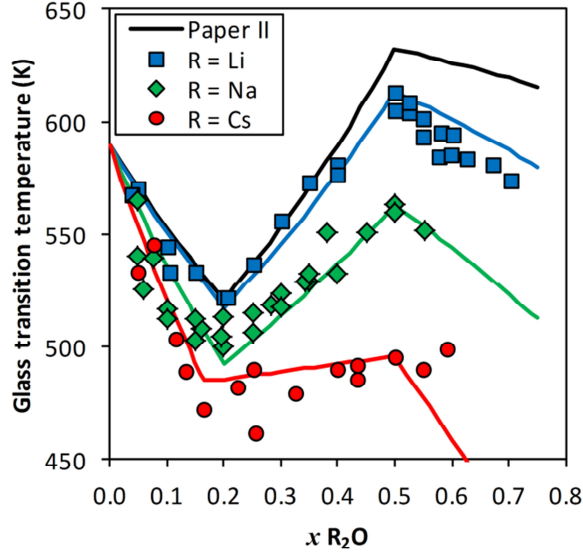 650
600
550
500
450
Glass transition temperature (K)
Paper II
R = Li
R = Na
R = Cs
0.0 0.1 0.2 0.3 0.4 0.5 0.6 0.7 0.8
x R₂O